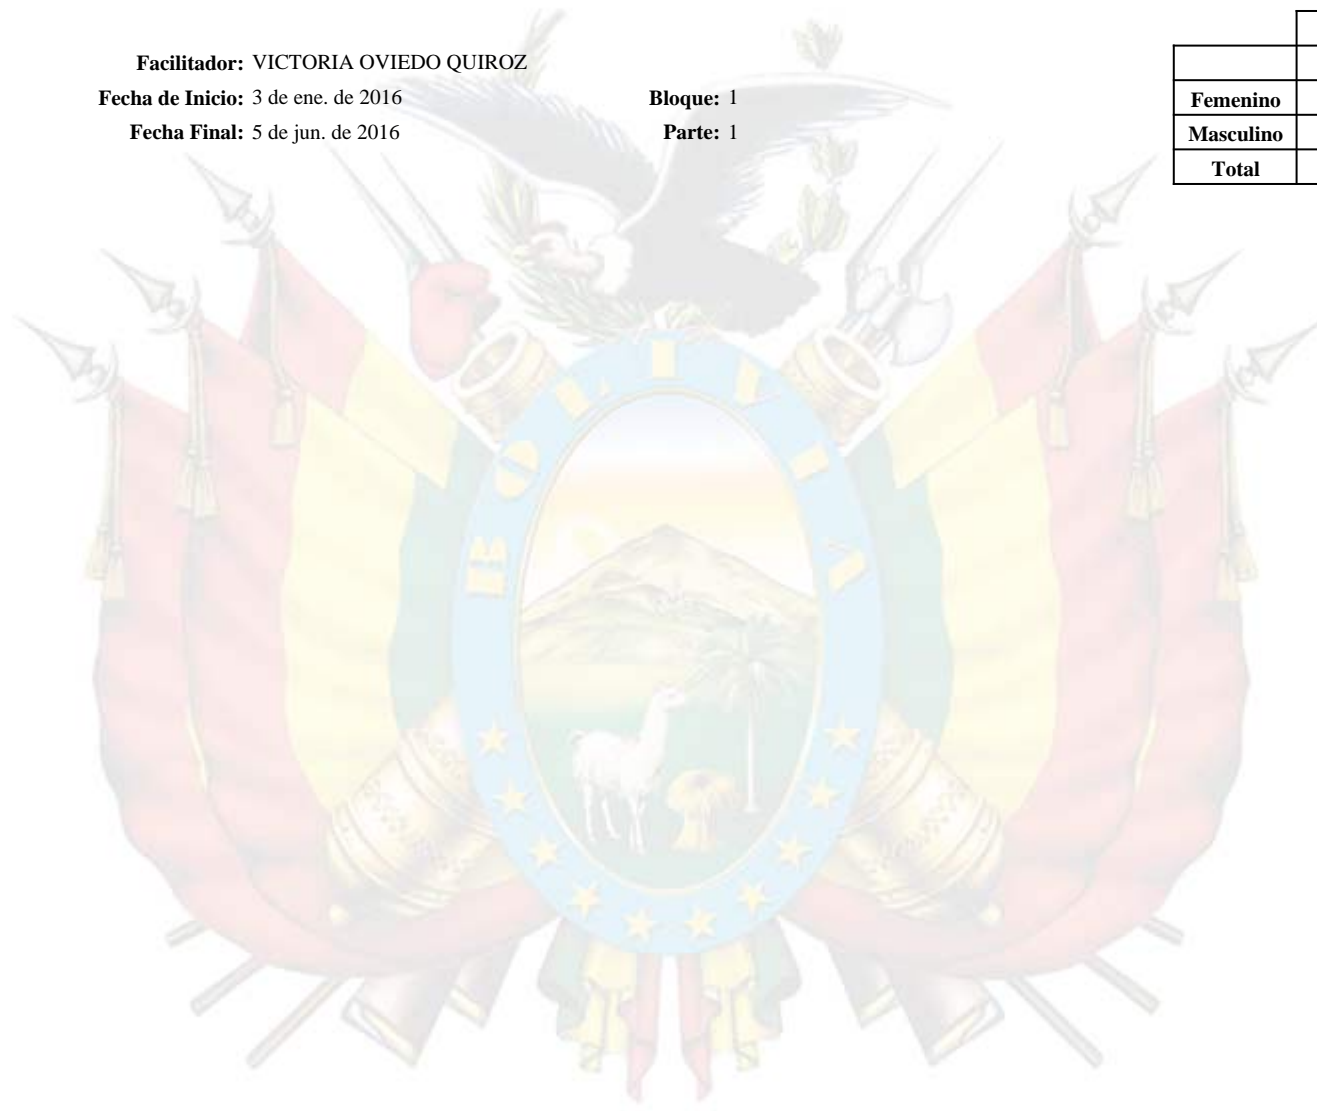 Facilitador: VICTORIA OVIEDO QUIROZ
Fecha de Inicio: 3 de ene. de 2016 Bloque: 1
Fecha Final: 5 de jun. de 2016 Parte: 1
Femenino
Masculino
Total
BOLIVIA